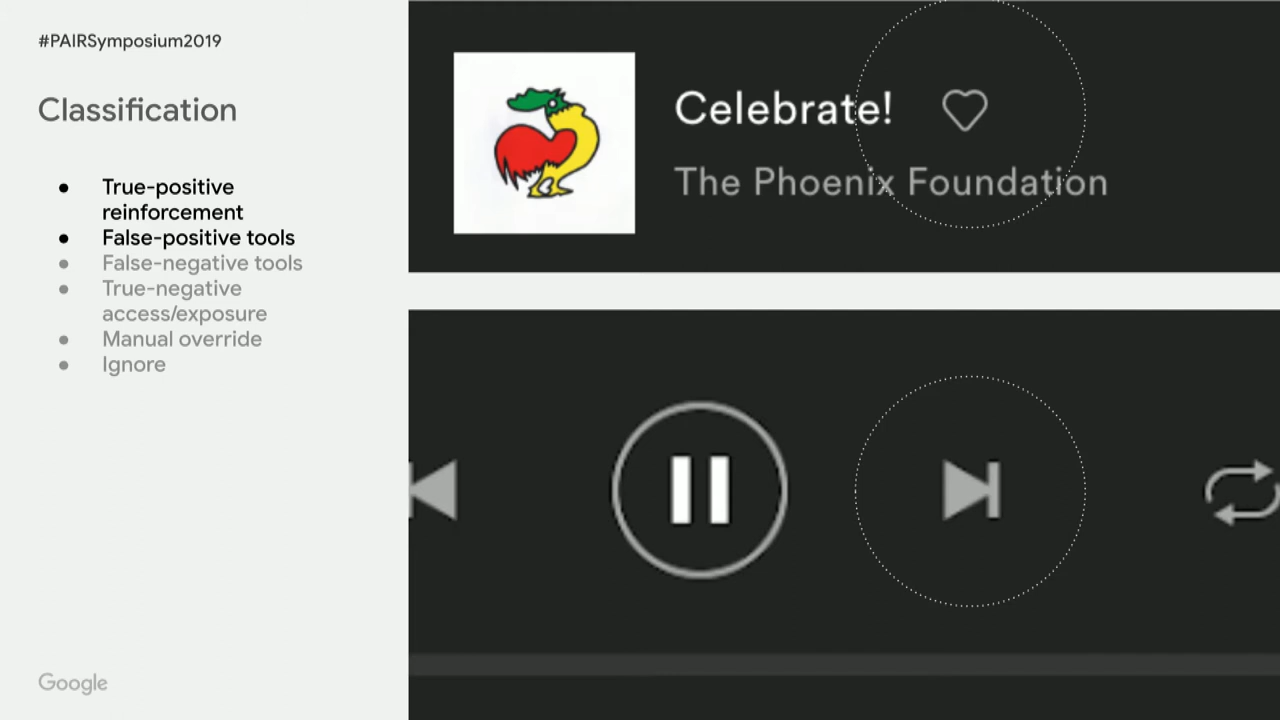 #PAIRSymposium2019
Classification
● True-positive
reinforcement
● False-positive tools
● False-negative tools
● True-negative
access/exposure
● Manual override
● Ignore
Google
Celebrate!
The Phoenix Foundation